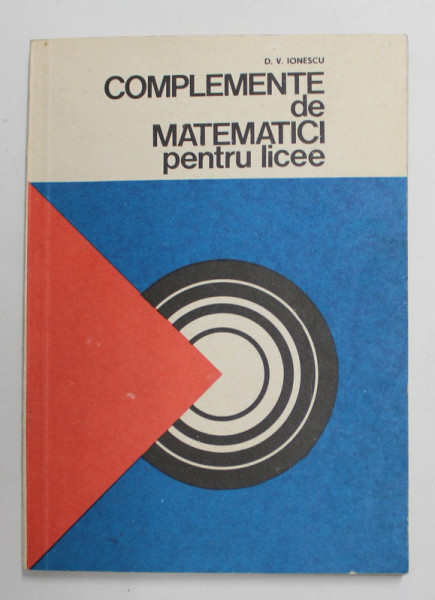 D. V. IONESCU
COMPLEMENTE
de
MATEMATICI
pentru licee